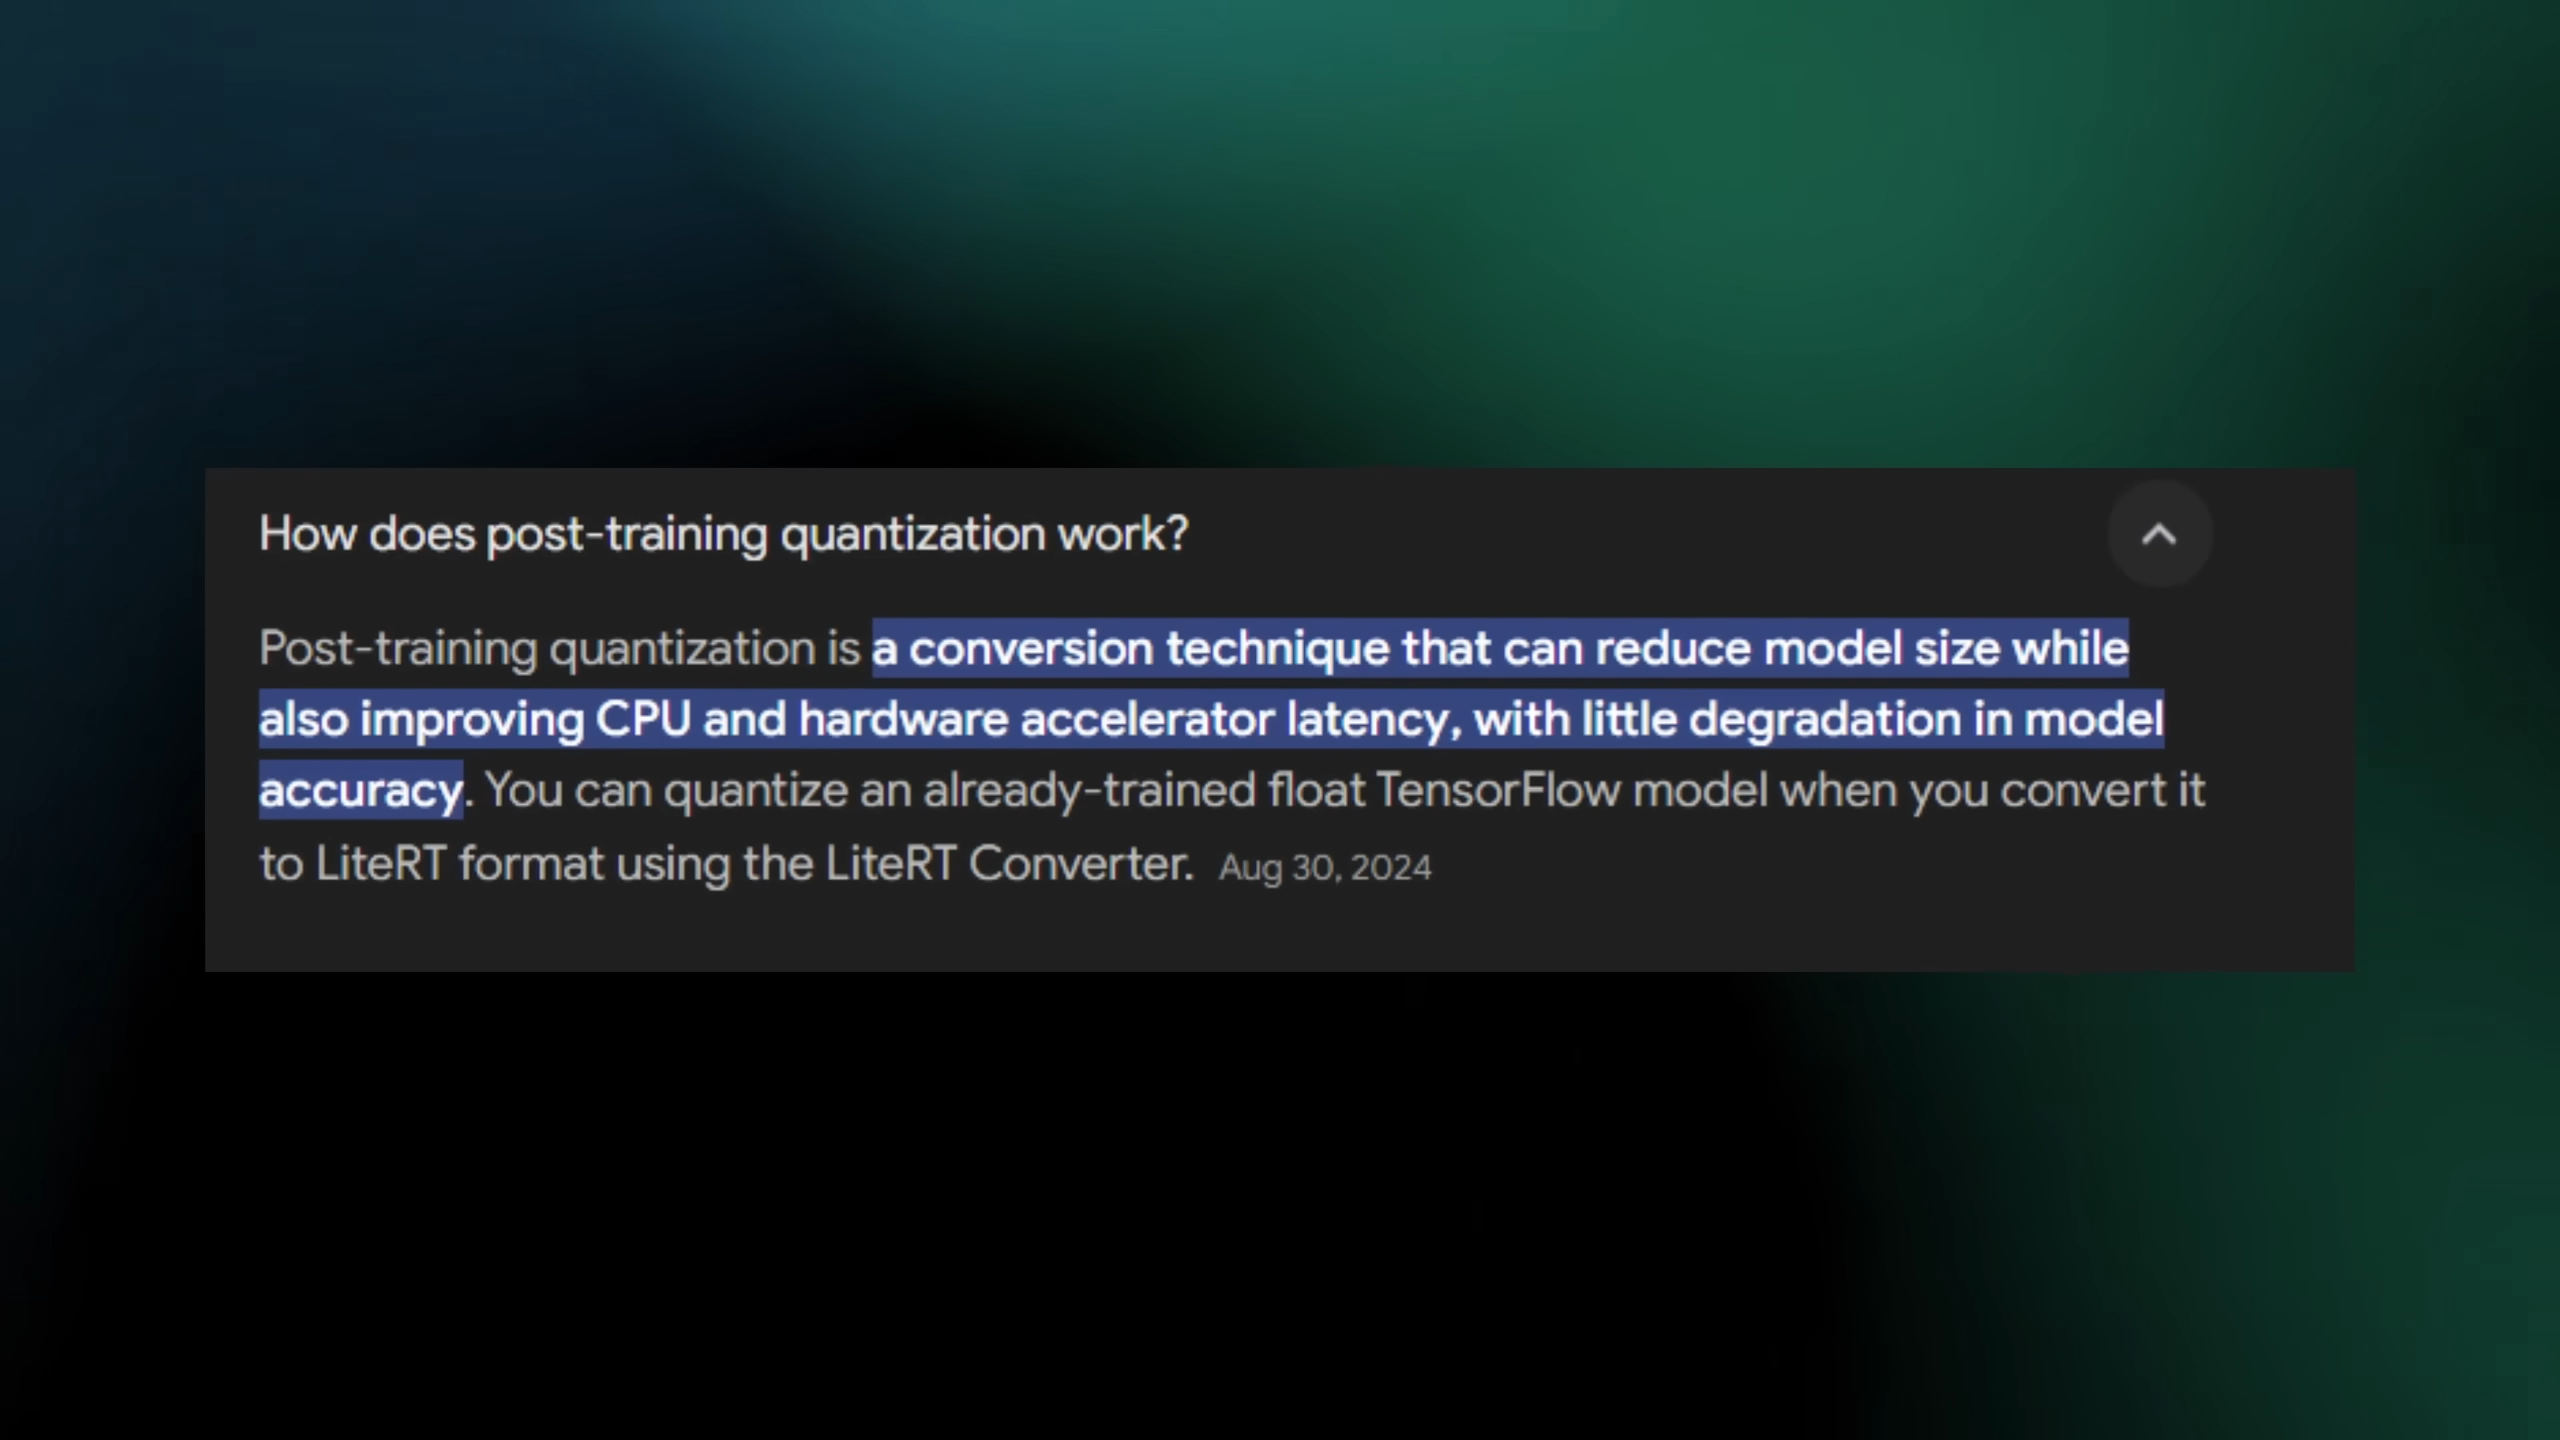 How does post-training quantization work?
Post-training quantization is a conversion technique that can reduce model size while
also improving CPU and hardware accelerator latency, with little degradation in model
accuracy. You can quantize an already-trained float TensorFlow model when you convert it
to LiteRT format using the LiteRT Converter. Aug 30, 2024